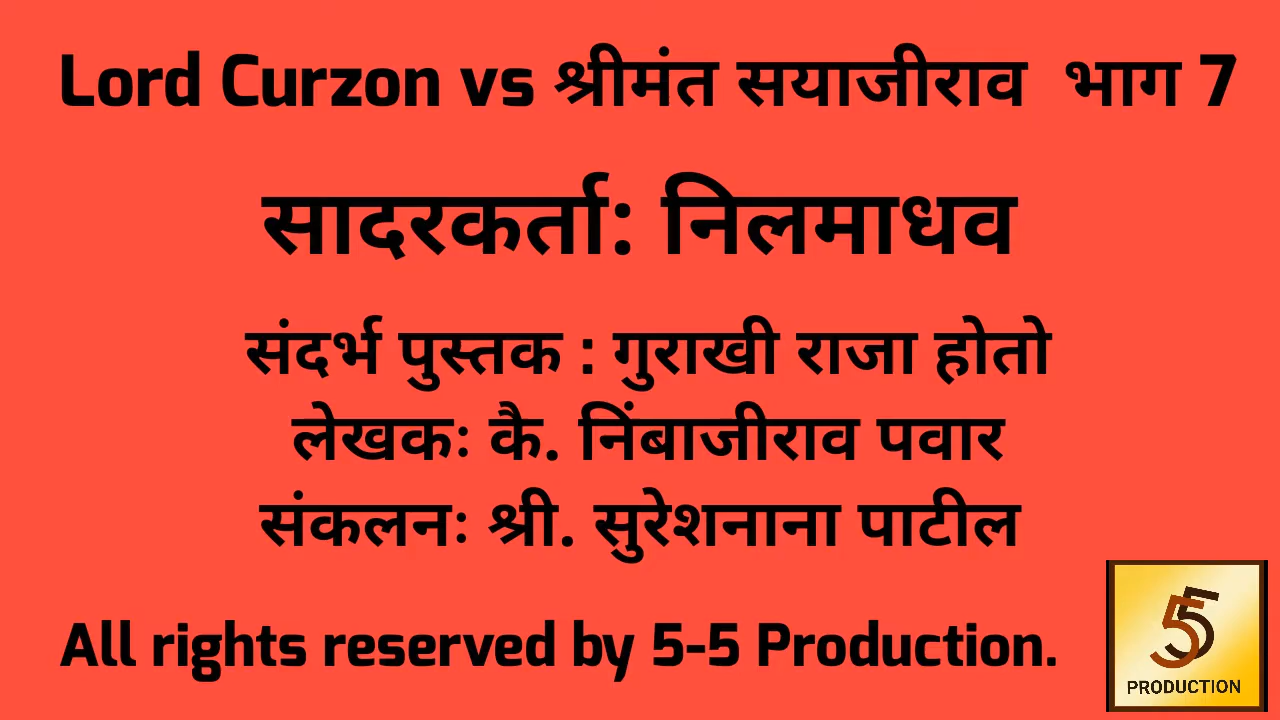 Lord Curzon vs श्रीमंत सयाजीराव भाग 7
सादरकर्ता: निलमाधव
संदर्भ पुस्तक : गुराखी राजा होतो
लेखकः कै. निंबाजीराव पवार
संकलनः श्री. सुरेशनाना पाटील
All rights reserved by 5-5 Production.
55
PRODUCTION